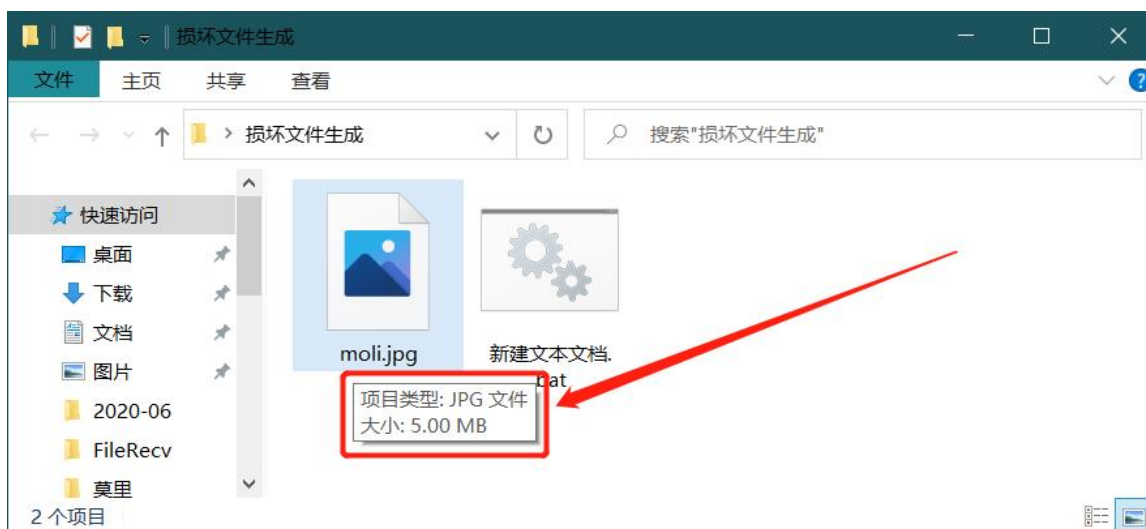 损坏文件生成
文件 主页 共享 查看
损坏文件生成
搜索"损坏文件生成"
快速访问
桌面
下载
文档
图片
2020-06
FileRecv
莫里
moli.jpg
新建文本文档.
bat
项目类型: JPG 文件
大小: 5.00 MB
2 个项目